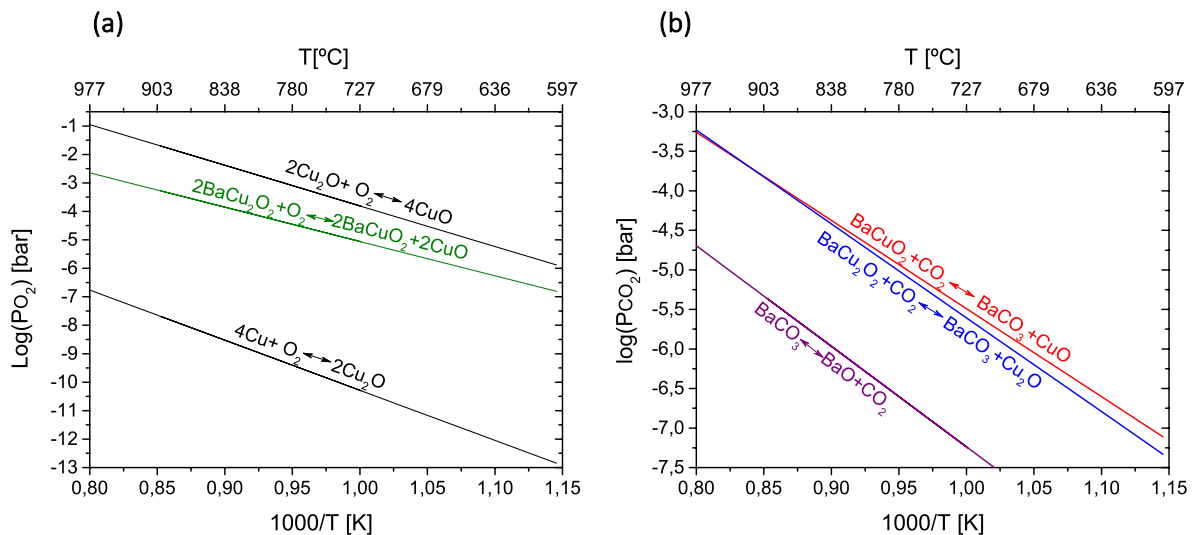 (a)
T[ºC]
977 903 838 780 727 679 636 597
-1
-2
-3
-4
-5
-6
-7
-8
-9
-10
-11
-12
-13
Log(PO₂) [bar]
2Cu₂O+ O₂↔4CuO
2BaCu₂O₂+O₂↔2BaCuO₂+2CuO
4Cu+ O₂↔2Cu₂O
0,80 0,85 0,90 0,95 1,00 1,05 1,10 1,15
1000/T [K]
(b)
T [ºC]
977 903 838 780 727 679 636 597
-3,0
-3,5
-4,0
-4,5
-5,0
-5,5
-6,0
-6,5
-7,0
-7,5
log(PCO₂) [bar]
BaCuO₂+CO₂↔BaCO₃+CuO
BaCu₂O₂+CO₂↔BaCO₃+Cu₂O
BaCO₃↔BaO+CO₂
0,80 0,85 0,90 0,95 1,00 1,05 1,10 1,15
1000/T [K]